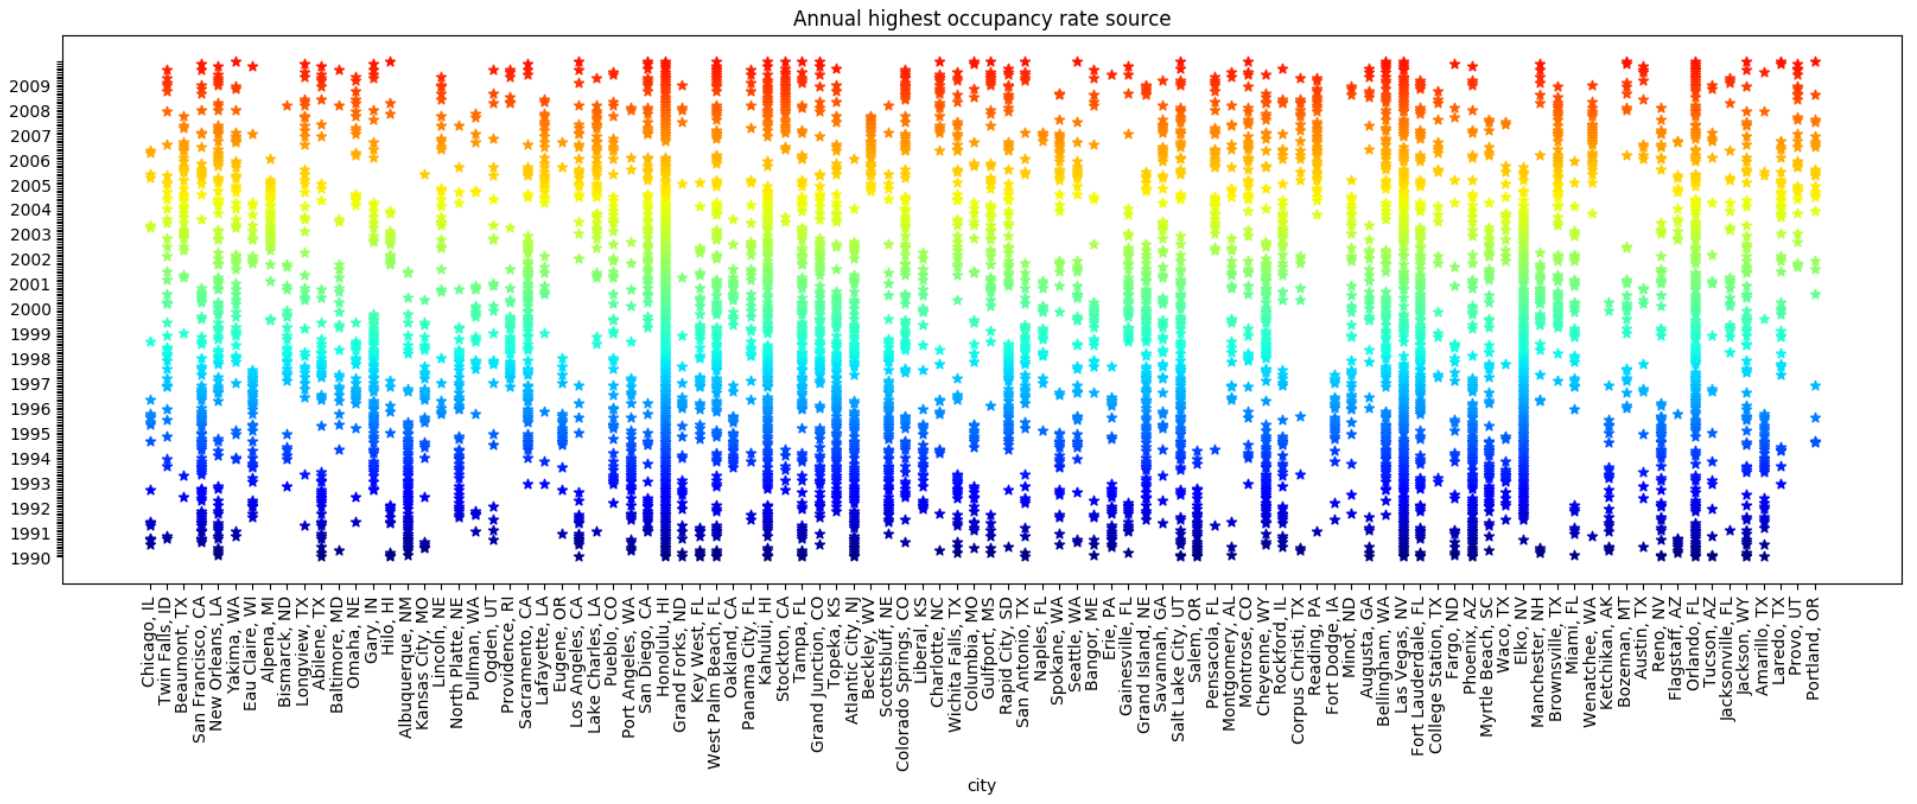 Annual highest occupancy rate source
2009
2008
2007
2006
2005
2004
2003
2002
2001
2000
1999
1998
1997
1996
1995
1994
1993
1992
1991
1990
Chicago, IL
Twin Falls, ID
Beaumont, TX
San Francisco, CA
New Orleans, LA
Yakima, WA
Eau Claire, WI
Alpena, MI
Bismarck, ND
Longview, TX
Abilene, TX
Baltimore, MD
Omaha, NE
Gary, IN
Hilo, HI
Albuquerque, NM
Kansas City, MO
Lincoln, NE
North Platte, NE
Pullman, WA
Ogden, UT
Providence, RI
Sacramento, CA
Lafayette, LA
Eugene, OR
Los Angeles, CA
Lake Charles, LA
Pueblo, CO
Port Angeles, WA
San Diego, CA
Honolulu, HI
Grand Forks, ND
Key West, FL
West Palm Beach, FL
Oakland, CA
Panama City, FL
Kahului, HI
Stockton, CA
Tampa, FL
Grand Junction, CO
Topeka, KS
Atlantic City, NJ
Beckley, WV
Scottsbluff, NE
Colorado Springs, CO
Liberal, KS
Charlotte, NC
Wichita Falls, TX
Columbia, MO
Gulfport, MS
Rapid City, SD
San Antonio, TX
Naples, FL
Spokane, WA
Seattle, WA
Bangor, ME
Erie, PA
Gainesville, FL
Grand Island, NE
Savannah, GA
Salt Lake City, UT
Salem, OR
Pensacola, FL
Montgomery, AL
Montrose, CO
Cheyenne, WY
Rockford, IL
Corpus Christi, TX
Reading, PA
Fort Dodge, IA
Minot, ND
Augusta, GA
Bellingham, WA
Las Vegas, NV
Fort Lauderdale, FL
College Station, TX
Fargo, ND
Phoenix, AZ
Myrtle Beach, SC
Waco, TX
Elko, NV
Manchester, NH
Brownsville, TX
Miami, FL
Wenatchee, WA
Ketchikan, AK
Bozeman, MT
Austin, TX
Reno, NV
Flagstaff, AZ
Orlando, FL
Tucson, AZ
Jacksonville, FL
Jackson, WY
Amarillo, TX
Laredo, TX
Provo, UT
Portland, OR
city